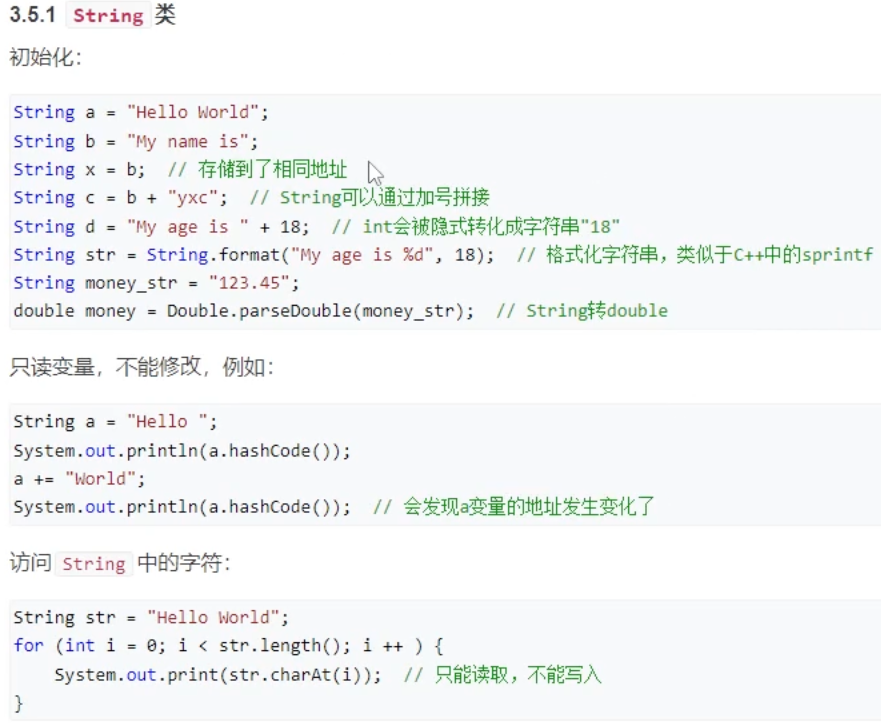 3.5.1 String 类
初始化：
String a = "Hello World";
String b = "My name is";
String x = b;  // 存储到了相同地址
String c = b + "yxc";  // String可以通过加号拼接
String d = "My age is " + 18;  // int会被隐式转化成字符串"18"
String str = String.format("My age is %d", 18);  // 格式化字符串，类似于C++中的sprintf
String money_str = "123.45";
double money = Double.parseDouble(money_str);  // String转double
只读变量，不能修改，例如：
String a = "Hello ";
System.out.println(a.hashCode());
a += "World";
System.out.println(a.hashCode());  // 会发现a变量的地址发生变化了
访问 String 中的字符：
String str = "Hello World";
for (int i = 0; i < str.length(); i ++ ) {
    System.out.print(str.charAt(i));  // 只能读取，不能写入
}